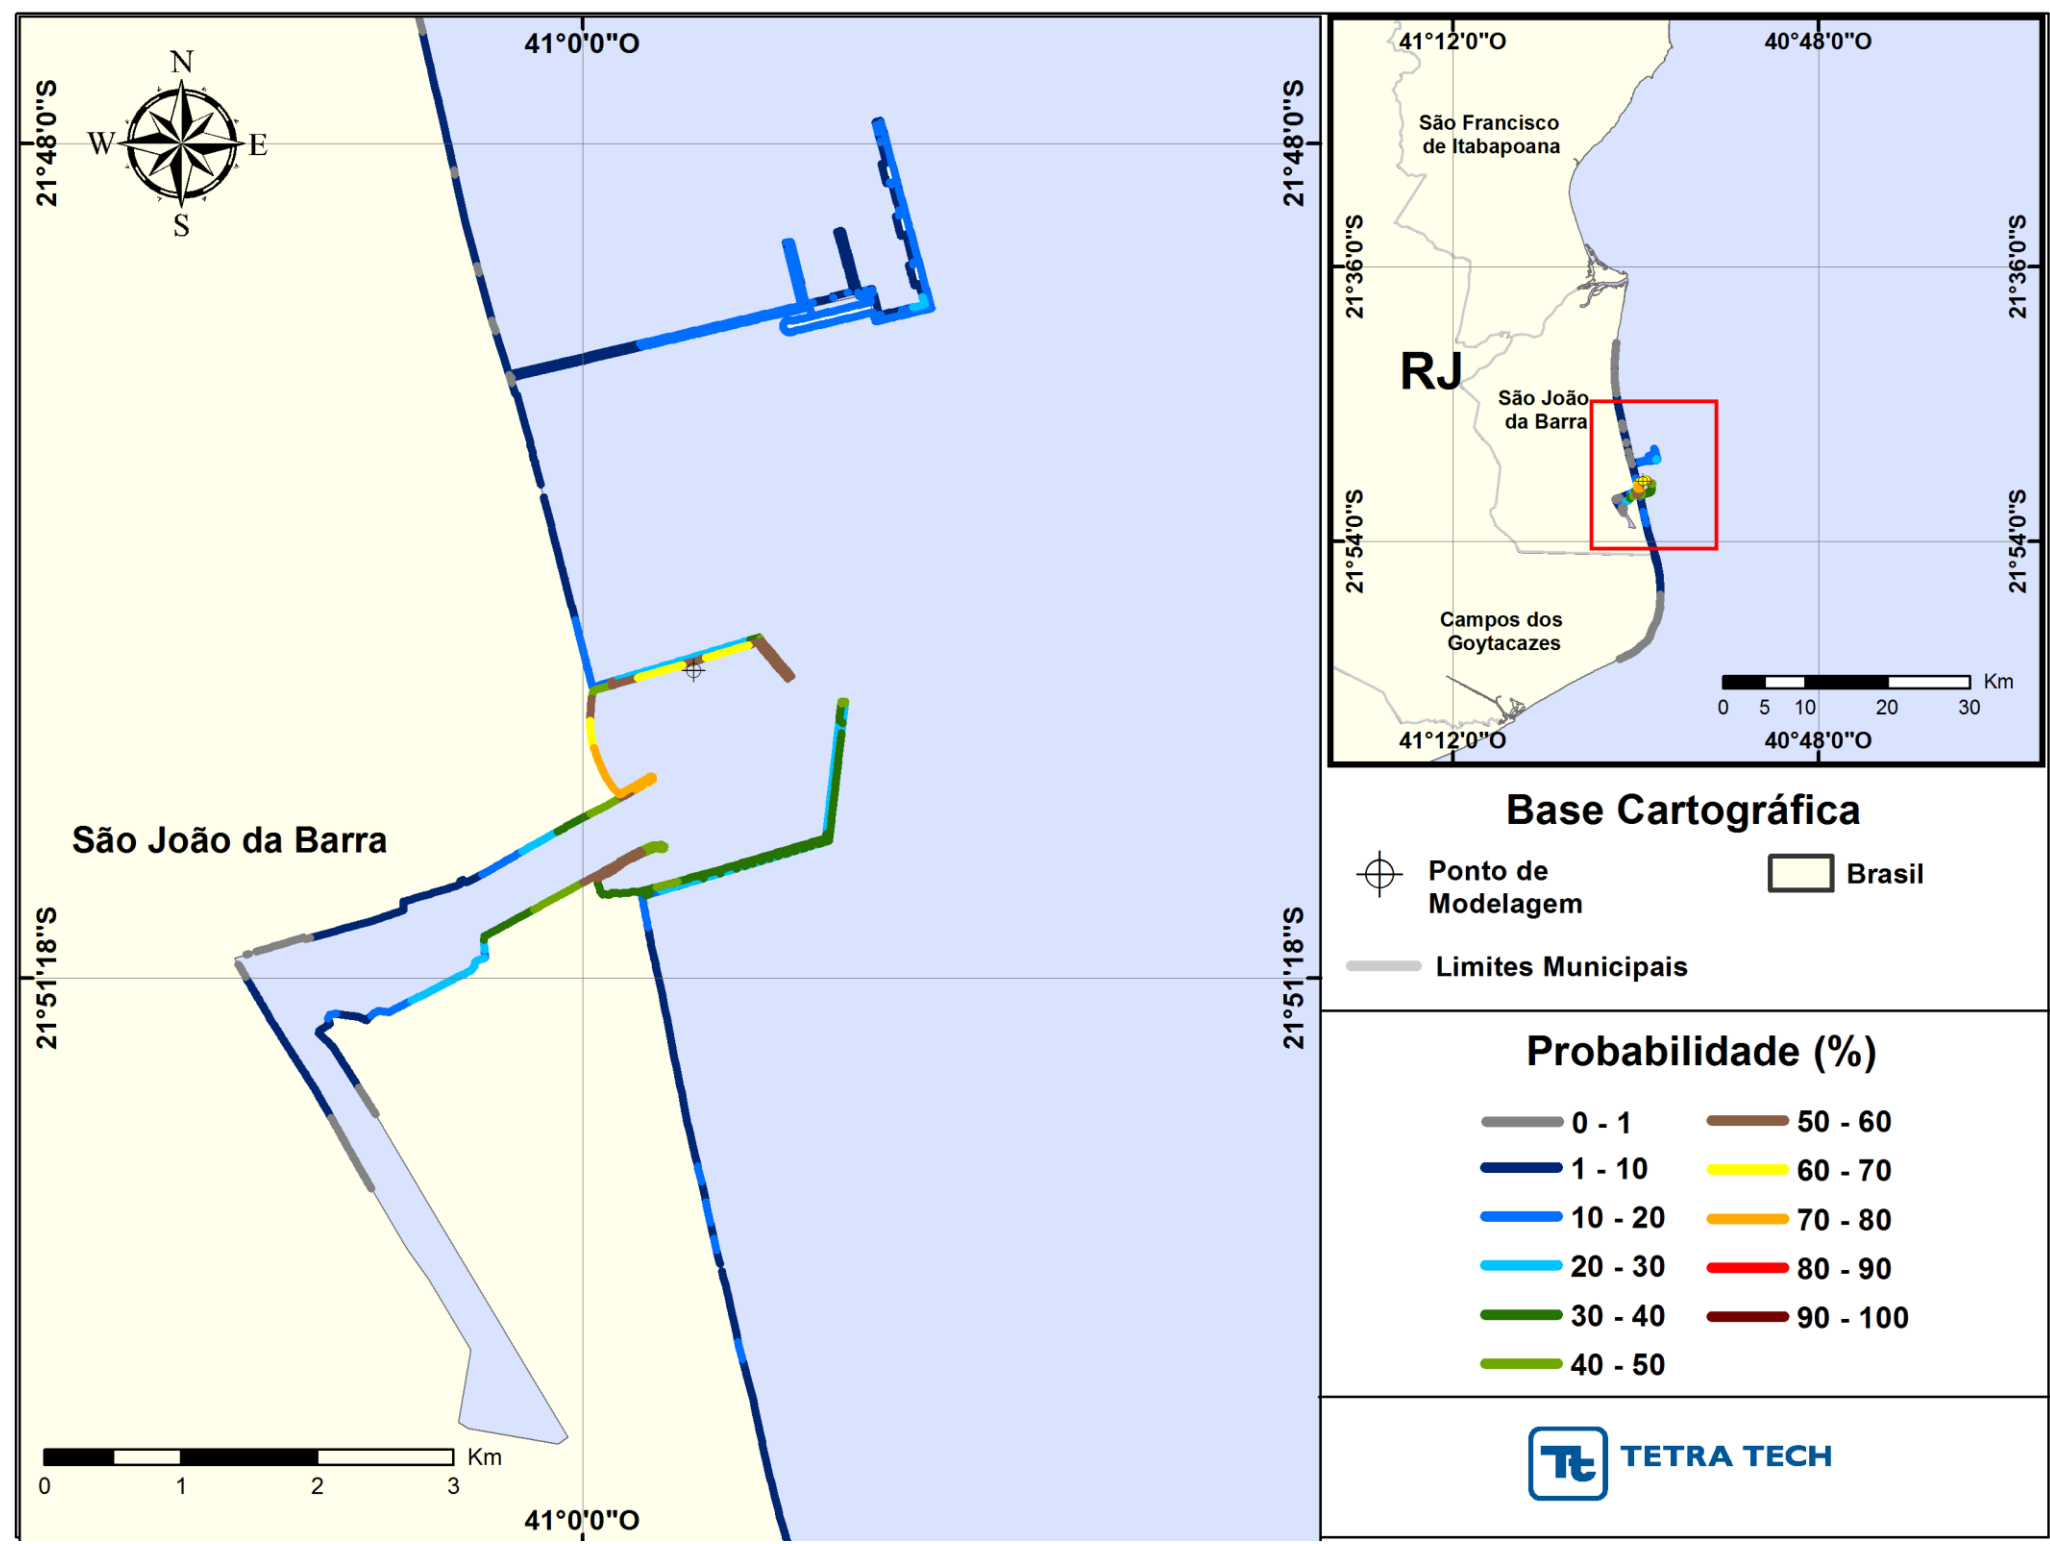 41°0'0"O
21°48'0"S
21°48'0"S
N
W
E
S
São João da Barra
21°51'18"S
21°51'18"S
Km
0
1
2
3
41°0'0"O
41°12'0"O
40°48'0"O
São Francisco
de Itabapoana
21°36'0"S
21°36'0"S
RJ
São João
da Barra
21°54'0"S
21°54'0"S
Campos dos
Goytacazes
Km
0
5
10
20
30
41°12'0"O
40°48'0"O
Base Cartográfica
Ponto de
Modelagem
Brasil
Limites Municipais
Probabilidade (%)
0 - 1
1 - 10
10 - 20
20 - 30
30 - 40
40 - 50
50 - 60
60 - 70
70 - 80
80 - 90
90 - 100
Tt
TETRA TECH